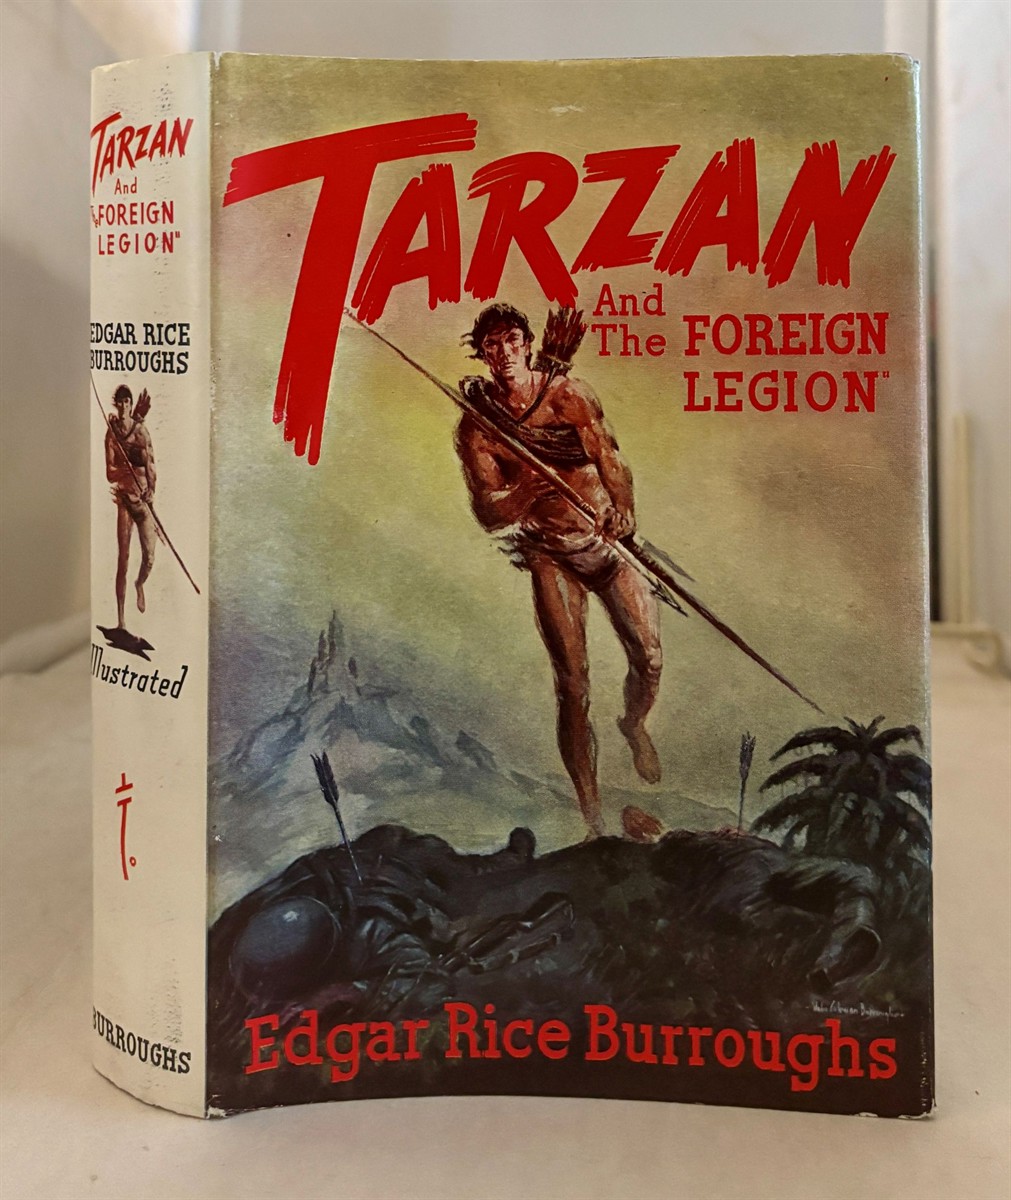 TARZAN
And
The FOREIGN
LEGION"
EDGAR RICE
BURROUGHS
Illustrated
BURROUGHS
TARZAN
And
The FOREIGN
LEGION"
Edgar Rice Burroughs